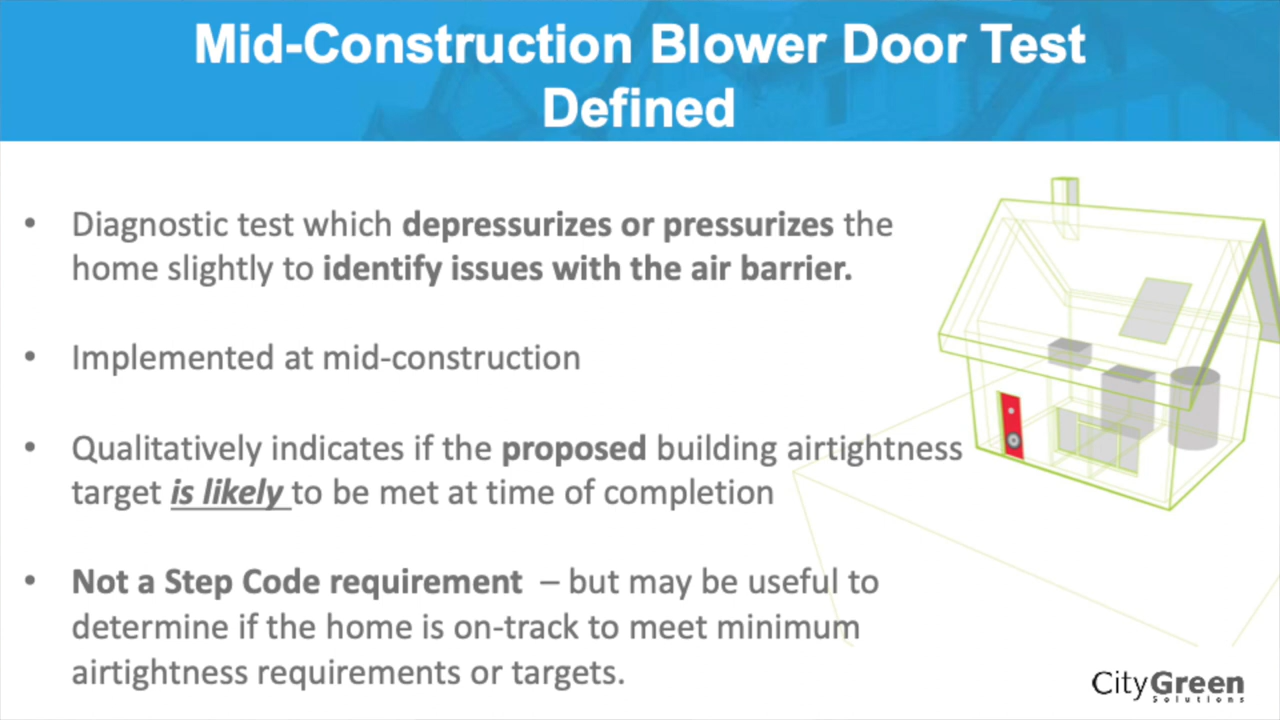 Mid-Construction Blower Door Test
Defined
• Diagnostic test which depressurizes or pressurizes the
home slightly to identify issues with the air barrier.
• Implemented at mid-construction
• Qualitatively indicates if the proposed building airtightness
target is likely to be met at time of completion
• Not a Step Code requirement – but may be useful to
determine if the home is on-track to meet minimum
airtightness requirements or targets.
CityGreen
Solutions